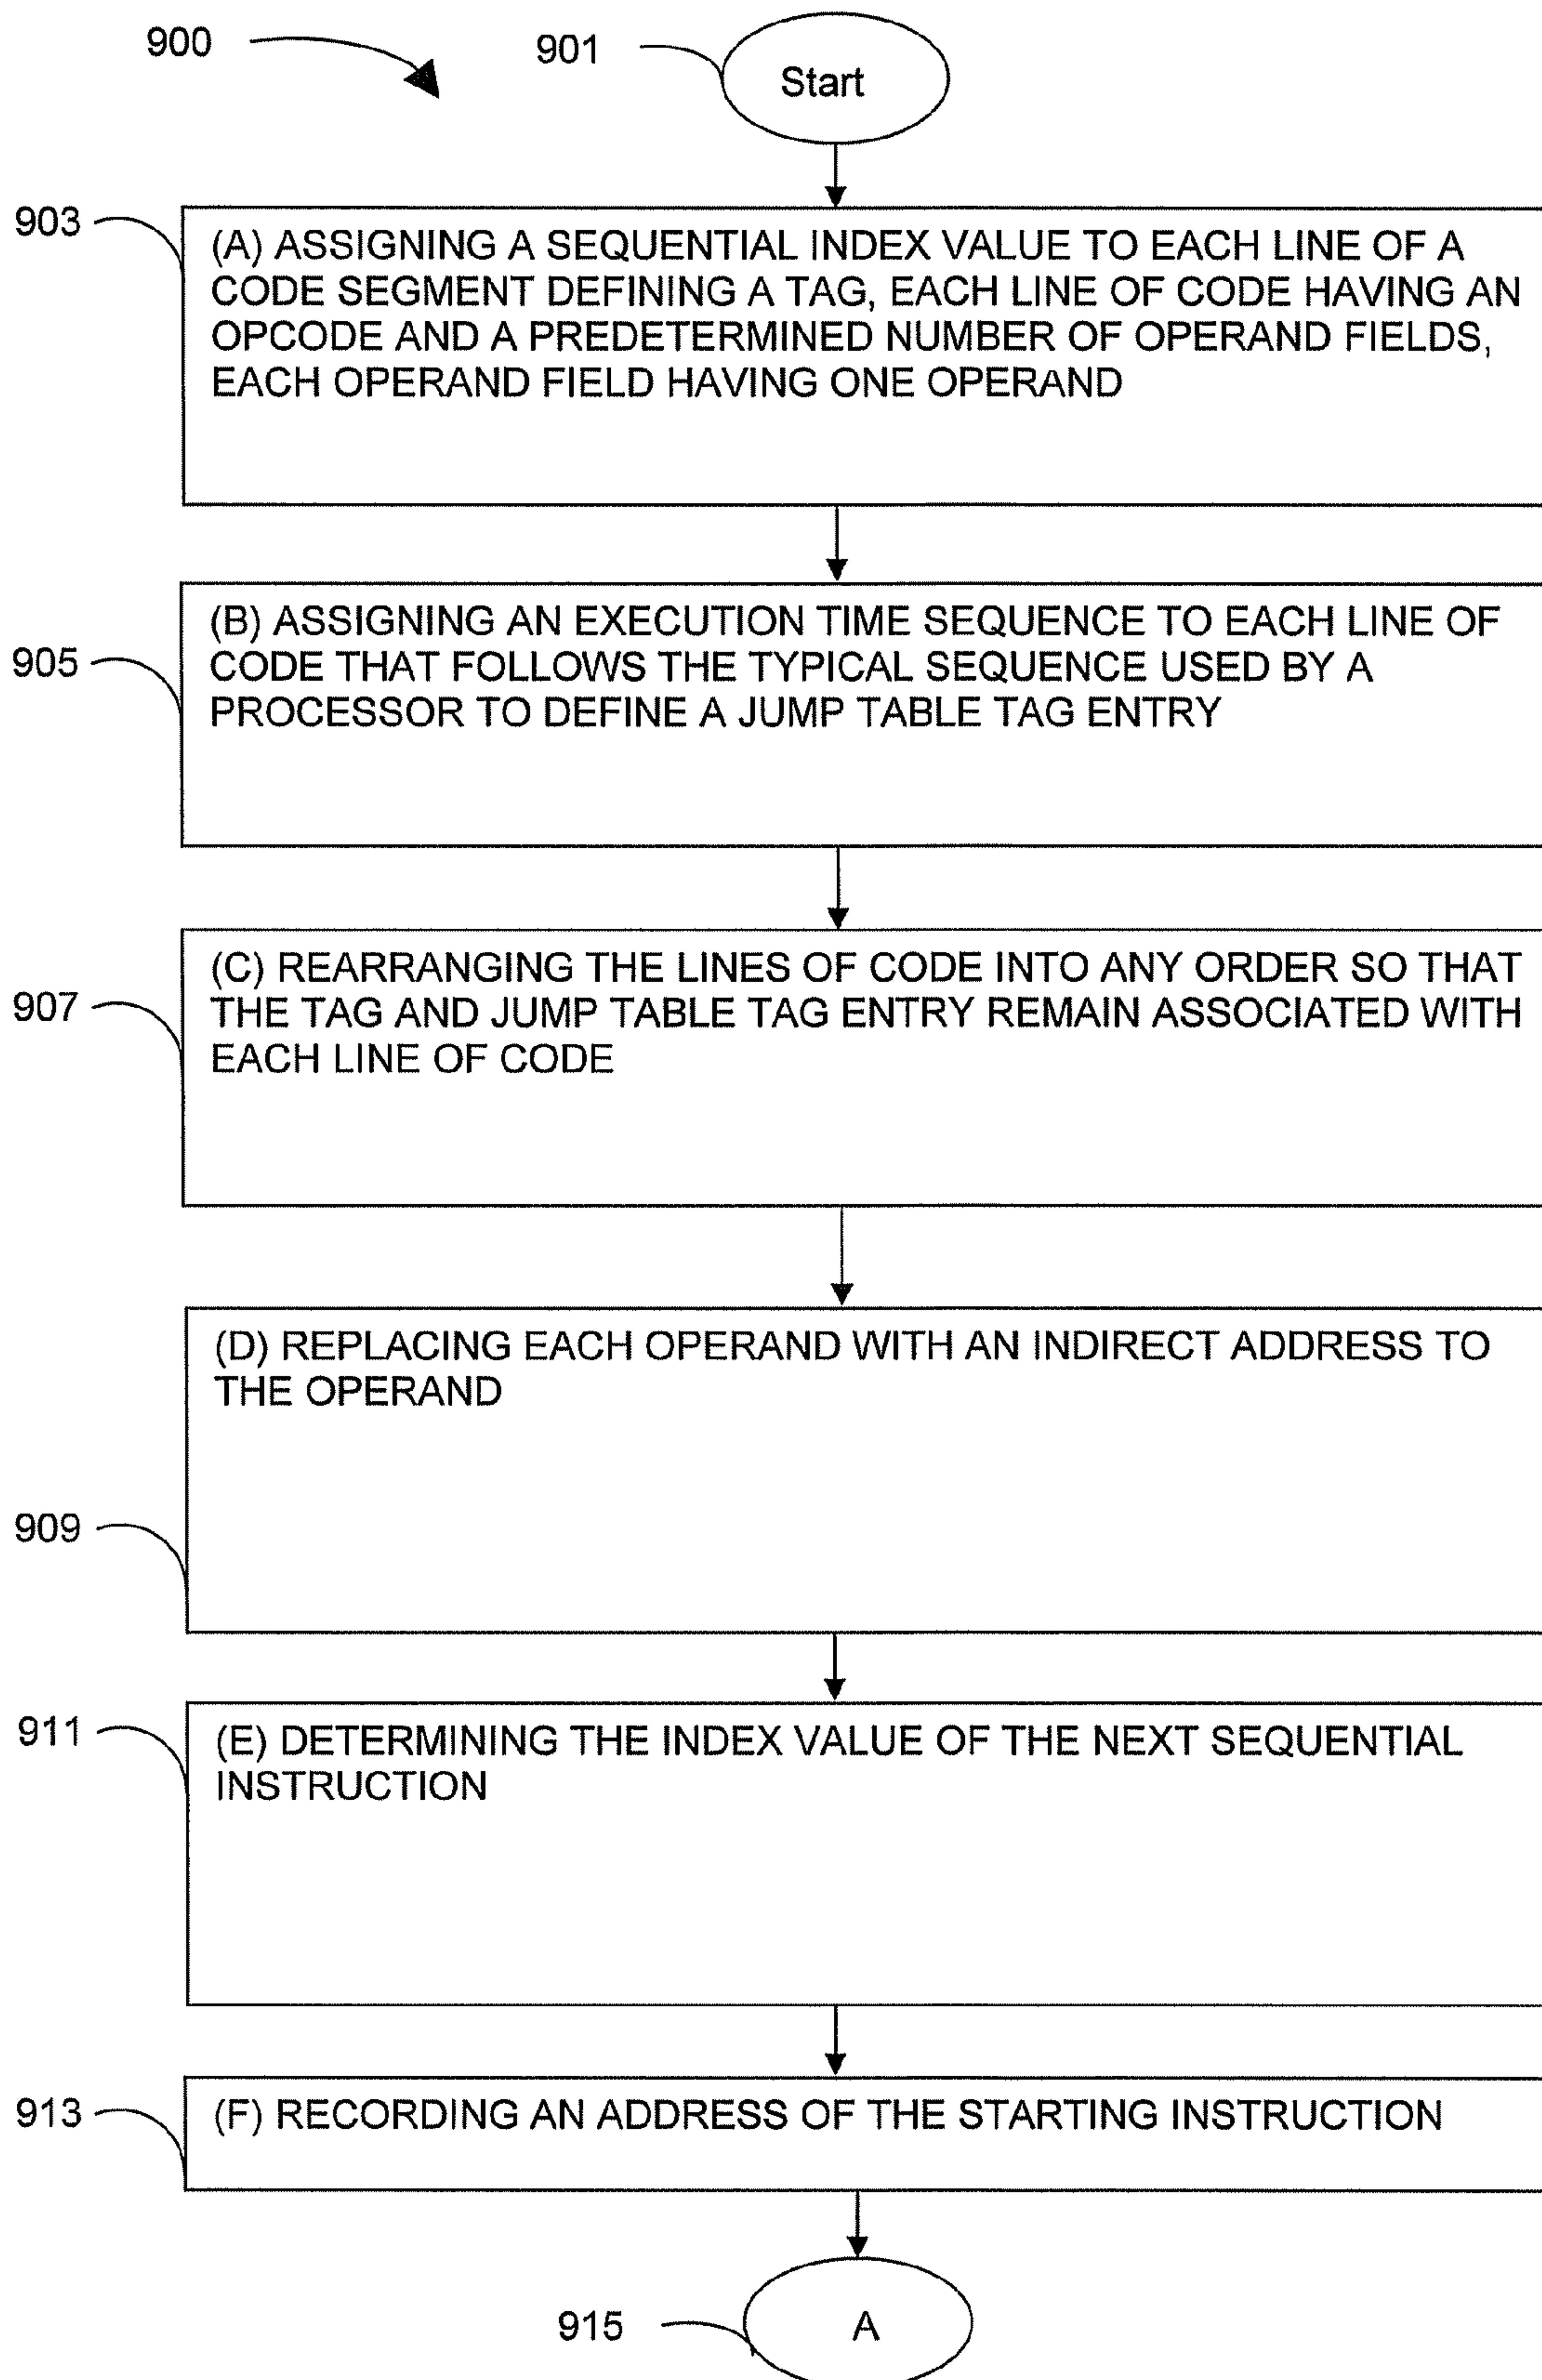 900
901
Start
903
(A) ASSIGNING A SEQUENTIAL INDEX VALUE TO EACH LINE OF A
CODE SEGMENT DEFINING A TAG, EACH LINE OF CODE HAVING AN
OPCODE AND A PREDETERMINED NUMBER OF OPERAND FIELDS,
EACH OPERAND FIELD HAVING ONE OPERAND
905
(B) ASSIGNING AN EXECUTION TIME SEQUENCE TO EACH LINE OF
CODE THAT FOLLOWS THE TYPICAL SEQUENCE USED BY A
PROCESSOR TO DEFINE A JUMP TABLE TAG ENTRY
907
(C) REARRANGING THE LINES OF CODE INTO ANY ORDER SO THAT
THE TAG AND JUMP TABLE TAG ENTRY REMAIN ASSOCIATED WITH
EACH LINE OF CODE
(D) REPLACING EACH OPERAND WITH AN INDIRECT ADDRESS TO
THE OPERAND
909
911
(E) DETERMINING THE INDEX VALUE OF THE NEXT SEQUENTIAL
INSTRUCTION
913
(F) RECORDING AN ADDRESS OF THE STARTING INSTRUCTION
915
A